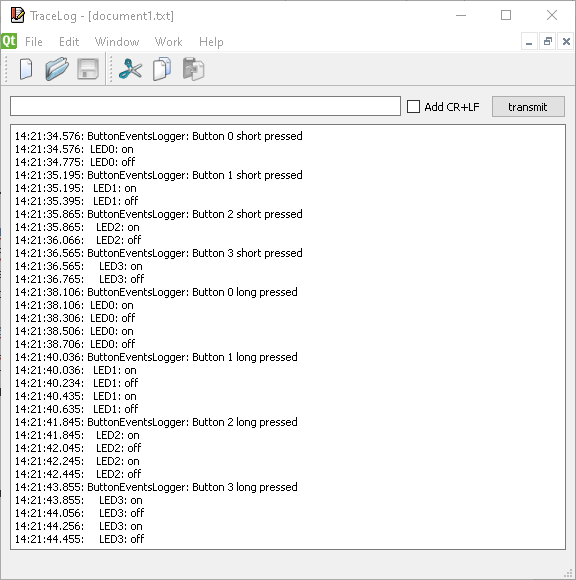 TraceLog - [document1.txt]
Qt File Edit Window Work Help
Add CR+LF transmit
14:21:34.576: ButtonEventsLogger: Button 0 short pressed
14:21:34.576:  LED0: on
14:21:34.775:  LED0: off
14:21:35.195: ButtonEventsLogger: Button 1 short pressed
14:21:35.195:   LED1: on
14:21:35.395:   LED1: off
14:21:35.865: ButtonEventsLogger: Button 2 short pressed
14:21:35.865:    LED2: on
14:21:36.066:    LED2: off
14:21:36.565: ButtonEventsLogger: Button 3 short pressed
14:21:36.565:     LED3: on
14:21:36.765:     LED3: off
14:21:38.106: ButtonEventsLogger: Button 0 long pressed
14:21:38.106:  LED0: on
14:21:38.306:  LED0: off
14:21:38.506:  LED0: on
14:21:38.706:  LED0: off
14:21:40.036: ButtonEventsLogger: Button 1 long pressed
14:21:40.036:   LED1: on
14:21:40.234:   LED1: off
14:21:40.435:   LED1: on
14:21:40.635:   LED1: off
14:21:41.845: ButtonEventsLogger: Button 2 long pressed
14:21:41.845:    LED2: on
14:21:42.045:    LED2: off
14:21:42.245:    LED2: on
14:21:42.445:    LED2: off
14:21:43.855: ButtonEventsLogger: Button 3 long pressed
14:21:43.855:     LED3: on
14:21:44.056:     LED3: off
14:21:44.256:     LED3: on
14:21:44.455:     LED3: off